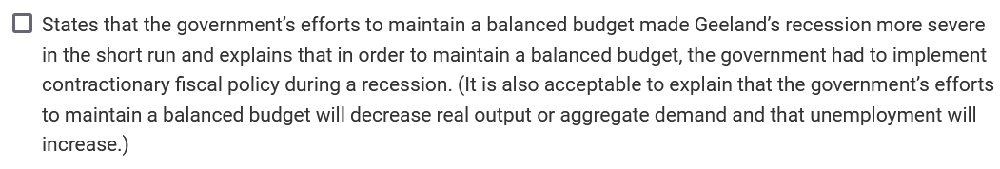 States that the government’s efforts to maintain a balanced budget made Geeland’s recession more severe
in the short run and explains that in order to maintain a balanced budget, the government had to implement
contractionary fiscal policy during a recession. (It is also acceptable to explain that the government’s efforts
to maintain a balanced budget will decrease real output or aggregate demand and that unemployment will
increase.)